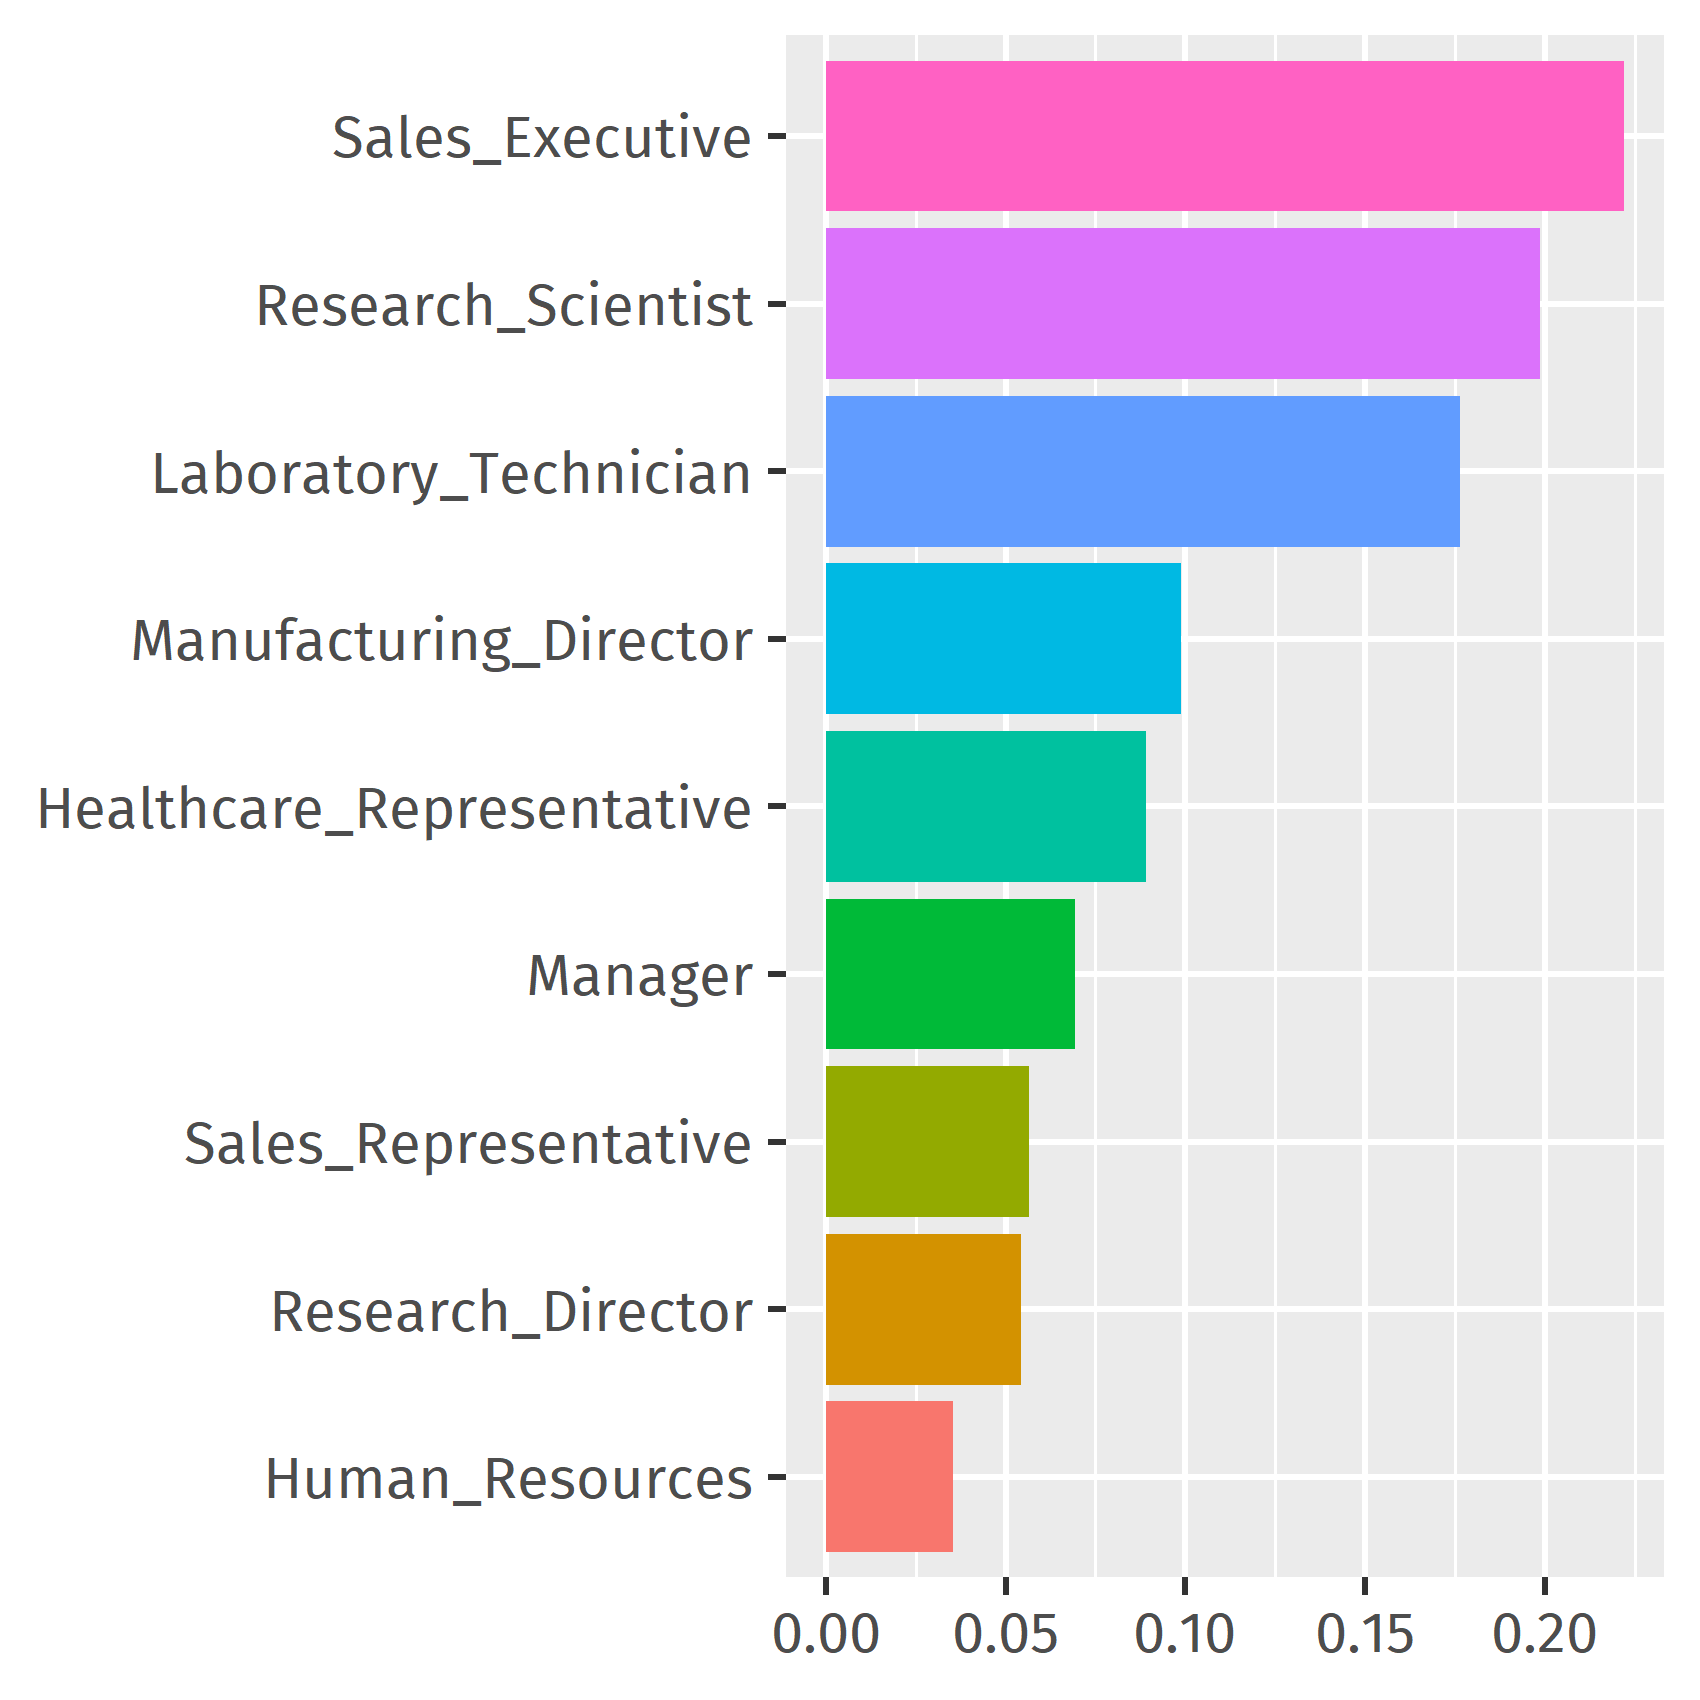 Sales_Executive
Research_Scientist
Laboratory_Technician
Manufacturing_Director
Healthcare_Representative
Manager
Sales_Representative
Research_Director
Human_Resources
0.00 0.05 0.10 0.15 0.20